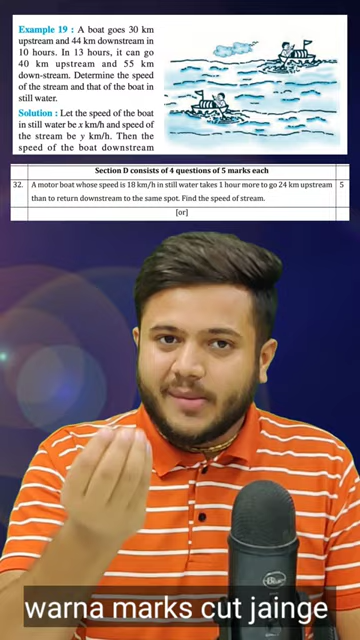 Example 19 : A boat goes 30 km
upstream and 44 km downstream in
10 hours. In 13 hours, it can go
40 km upstream and 55 km
down-stream. Determine the speed
of the stream and that of the boat in
still water.
Solution : Let the speed of the boat
in still water be x km/h and speed of
the stream be y km/h. Then the
speed of the boat downstream
Section D consists of 4 questions of 5 marks each
32. A motor boat whose speed is 18 km/h in still water takes 1 hour more to go 24 km upstream 5
than to return downstream to the same spot. Find the speed of stream.
[or]
Blue
warna marks cut jainge